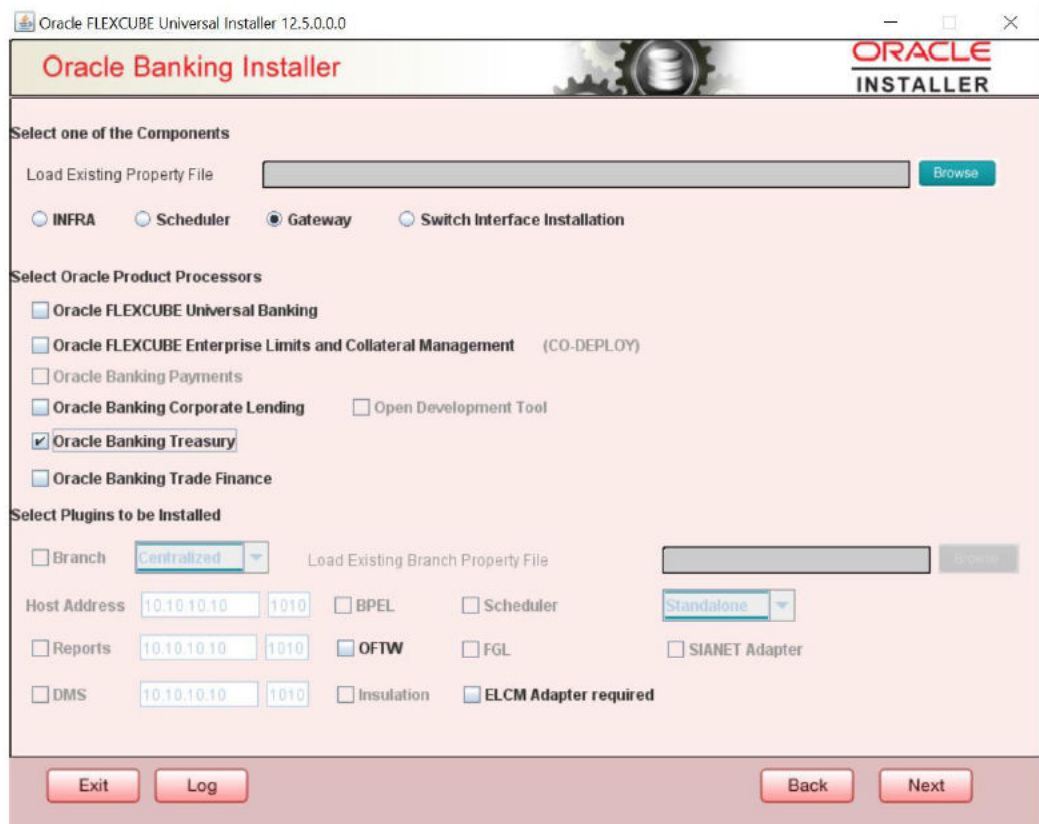 Oracle FLEXCUBE Universal Installer 12.5.0.0.0
Oracle Banking Installer
ORACLE
INSTALLER
Select one of the Components
Load Existing Property File Browse
INFRA Scheduler Gateway Switch Interface Installation
Select Oracle Product Processors
Oracle FLEXCUBE Universal Banking
Oracle FLEXCUBE Enterprise Limits and Collateral Management (CO-DEPLOY)
Oracle Banking Payments
Oracle Banking Corporate Lending Open Development Tool
Oracle Banking Treasury
Oracle Banking Trade Finance
Select Plugins to be Installed
Branch Centralized Load Existing Branch Property File Browse
Host Address 10.10.10.10 1010 BPEL Scheduler Standalone
Reports 10.10.10.10 1010 OFTW FGL SIANET Adapter
DMS 10.10.10.10 1010 Insulation ELCM Adapter required
Exit Log Back Next